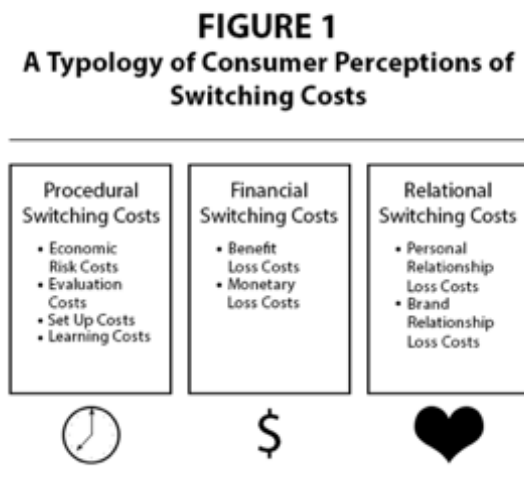 FIGURE 1
A Typology of Consumer Perceptions of
Switching Costs
Procedural
Switching Costs
• Economic
Risk Costs
• Evaluation
Costs
• Set Up Costs
• Learning Costs
Financial
Switching Costs
• Benefit
Loss Costs
• Monetary
Loss Costs
Relational
Switching Costs
• Personal
Relationship
Loss Costs
• Brand
Relationship
Loss Costs
$